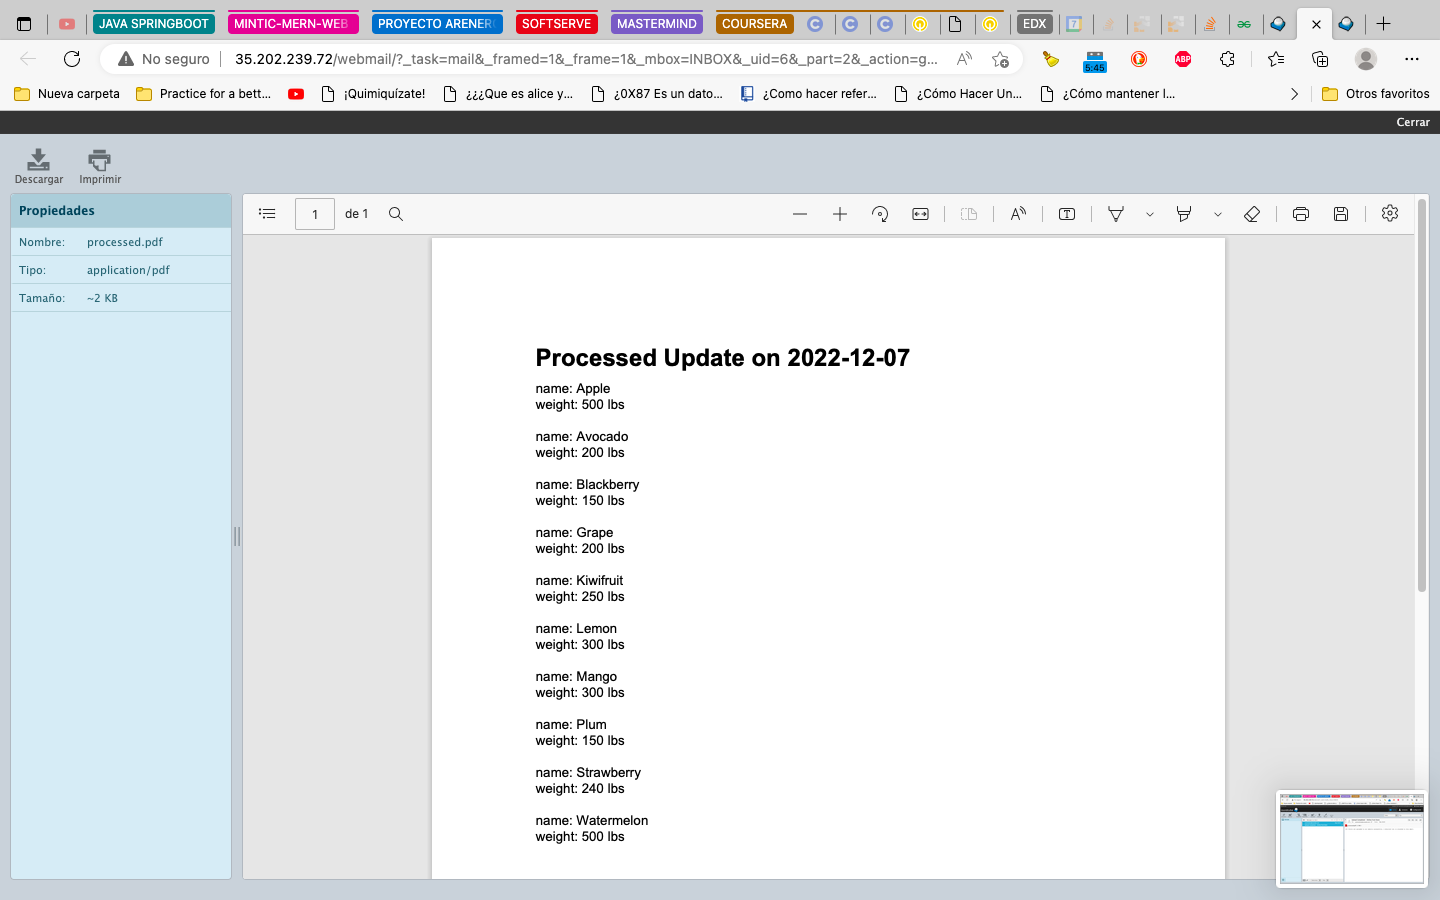 JAVA SPRINGBOOT
MINTIC-MERN-WEB
PROYECTO ARENERO
SOFTSERVE
MASTERMIND
COURSERA
EDX
No seguro
35.202.239.72/webmail/?_task=mail&_framed=1&_frame=1&_mbox=INBOX&_uid=6&_part=2&_action=g...
5:45
ABP
Nueva carpeta
Practice for a bett...
¡Quimiquízate!
¿¿¿Que es alice y...
¿0X87 Es un dato...
¿Como hacer refer...
¿Cómo Hacer Un...
¿Cómo mantener l...
Otros favoritos
Cerrar
Descargar
Imprimir
Propiedades
Nombre: processed.pdf
Tipo: application/pdf
Tamaño: ~2 KB
1 de 1
Processed Update on 2022-12-07
name: Apple
weight: 500 lbs
name: Avocado
weight: 200 lbs
name: Blackberry
weight: 150 lbs
name: Grape
weight: 200 lbs
name: Kiwifruit
weight: 250 lbs
name: Lemon
weight: 300 lbs
name: Mango
weight: 300 lbs
name: Plum
weight: 150 lbs
name: Strawberry
weight: 240 lbs
name: Watermelon
weight: 500 lbs